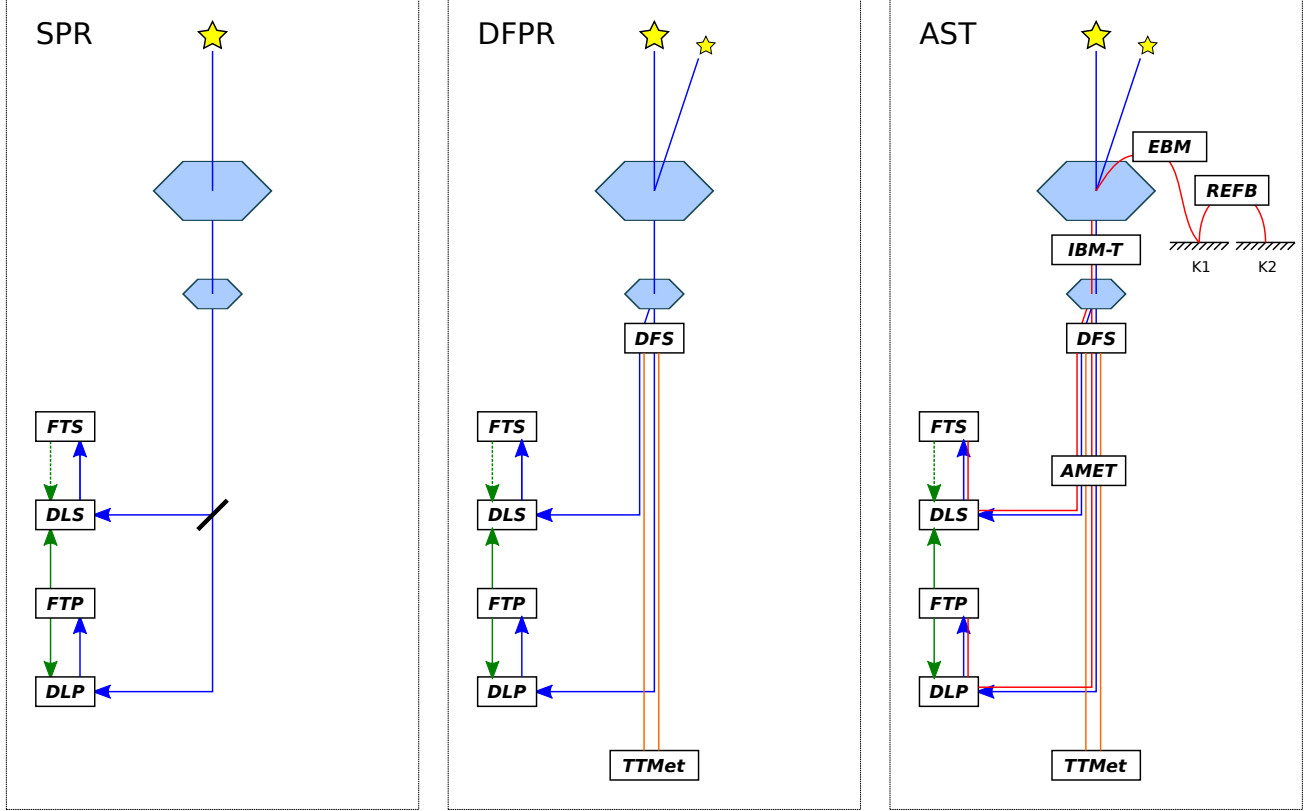 SPR
FTS
DLS
FTP
DLP
DFPR
DFS
FTS
DLS
FTP
DLP
TTMet
AST
EBM
REFB
IBM-T
K1
K2
DFS
FTS
AMET
DLS
FTP
DLP
TTMet